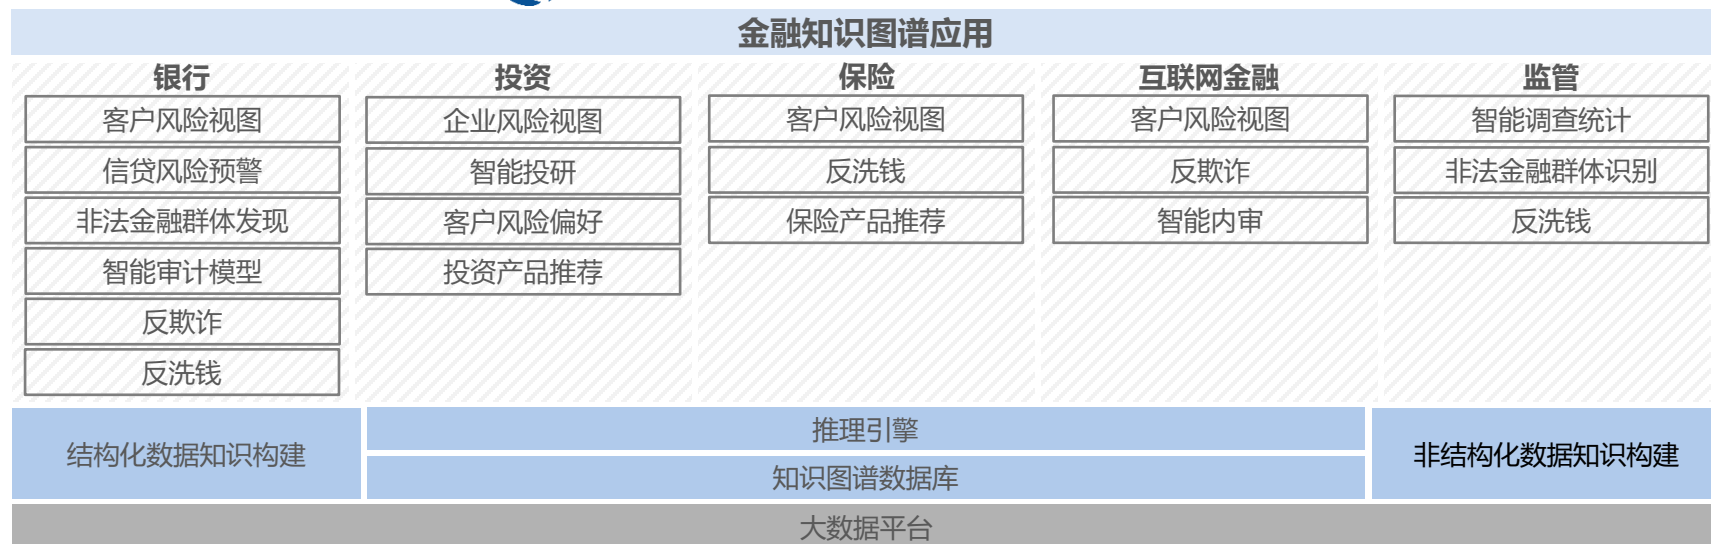 金融知识图谱应用
银行
客户风险视图
信贷风险预警
非法金融群体发现
智能审计模型
反欺诈
反洗钱
投资
企业风险视图
智能投研
客户风险偏好
投资产品推荐
保险
客户风险视图
反洗钱
保险产品推荐
互联网金融
客户风险视图
反欺诈
智能内审
监管
智能调查统计
非法金融群体识别
反洗钱
结构化数据知识构建
推理引擎
知识图谱数据库
非结构化数据知识构建
大数据平台